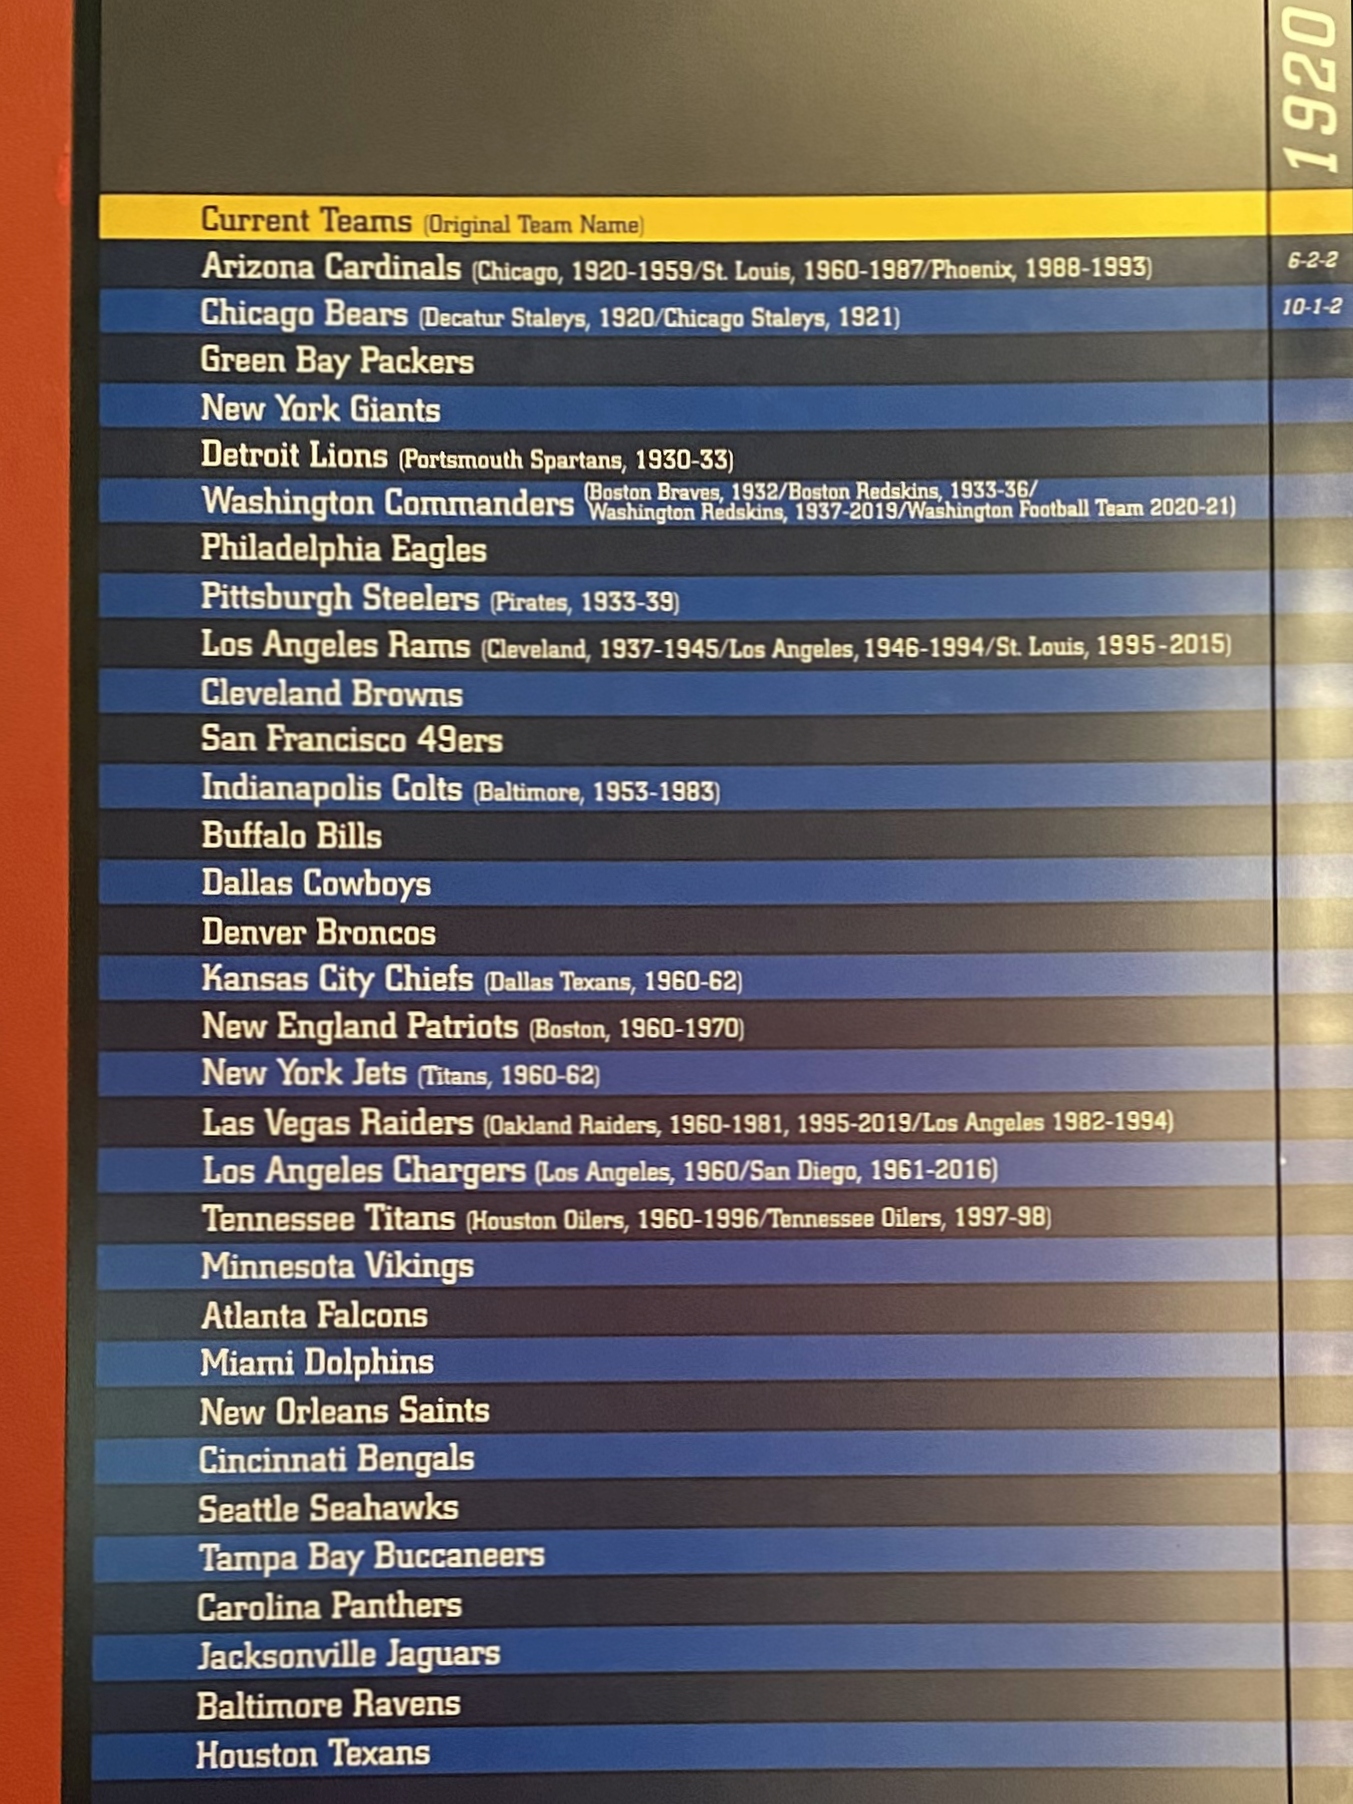 1920
Current Teams (Original Team Name)
Arizona Cardinals (Chicago, 1920-1959/St. Louis, 1960-1987/Phoenix, 1988-1993) 6-2-2
Chicago Bears (Decatur Staleys, 1920/Chicago Staleys, 1921) 10-1-2
Green Bay Packers
New York Giants
Detroit Lions (Portsmouth Spartans, 1930-33)
Washington Commanders (Boston Braves, 1932/Boston Redskins, 1933-36/
Washington Redskins, 1937-2019/Washington Football Team 2020-21)
Philadelphia Eagles
Pittsburgh Steelers (Pirates, 1933-39)
Los Angeles Rams (Cleveland, 1937-1945/Los Angeles, 1946-1994/St. Louis, 1995-2015)
Cleveland Browns
San Francisco 49ers
Indianapolis Colts (Baltimore, 1953-1983)
Buffalo Bills
Dallas Cowboys
Denver Broncos
Kansas City Chiefs (Dallas Texans, 1960-62)
New England Patriots (Boston, 1960-1970)
New York Jets (Titans, 1960-62)
Las Vegas Raiders (Oakland Raiders, 1960-1981, 1995-2019/Los Angeles 1982-1994)
Los Angeles Chargers (Los Angeles, 1960/San Diego, 1961-2016)
Tennessee Titans (Houston Oilers, 1960-1996/Tennessee Oilers, 1997-98)
Minnesota Vikings
Atlanta Falcons
Miami Dolphins
New Orleans Saints
Cincinnati Bengals
Seattle Seahawks
Tampa Bay Buccaneers
Carolina Panthers
Jacksonville Jaguars
Baltimore Ravens
Houston Texans